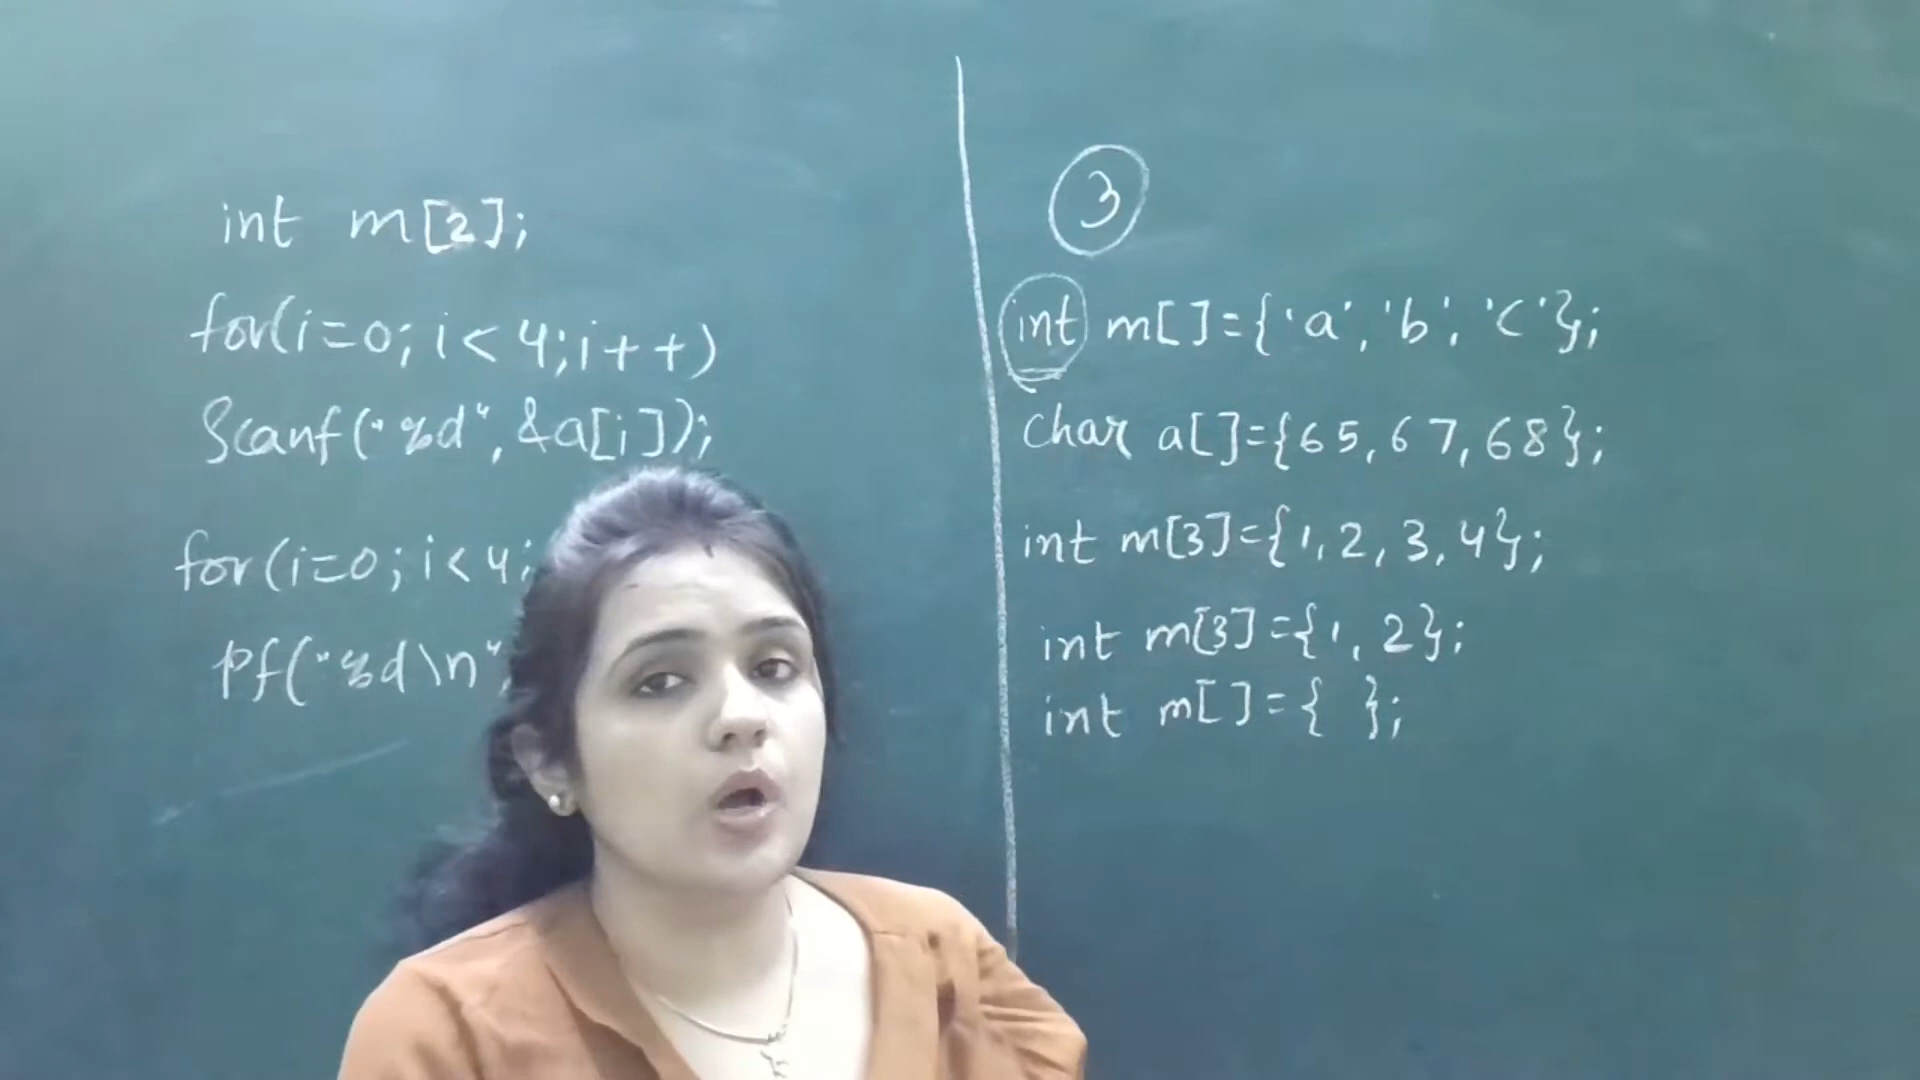 int m[2];
for(i=0; i<4; i++)
Scanf("%d", &a[i]);
for(i=0; i<4;
Pf("%d\n",
3
int m[]={'a', 'b', 'c'};
char a[]={65, 67, 68};
int m[3]={1, 2, 3, 4};
int m[3]={1, 2};
int m[]={ };